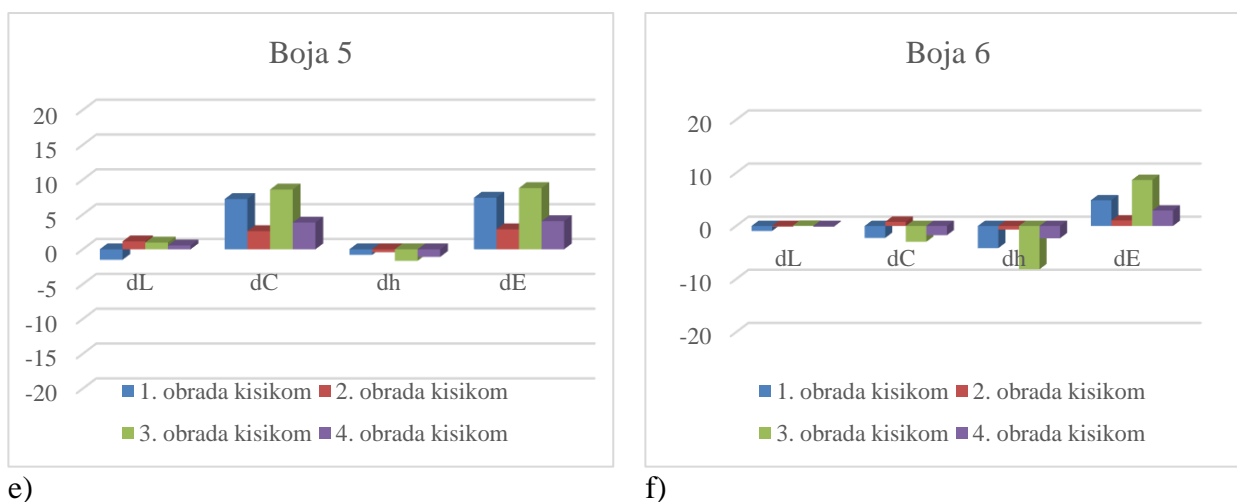 Boja 5
20
15
10
5
0
-5
-10
-15
-20
dL dC dh dE
1. obrada kisikom 2. obrada kisikom
3. obrada kisikom 4. obrada kisikom
e)
Boja 6
20
10
0
-10
-20
dL dC dh dE
1. obrada kisikom 2. obrada kisikom
3. obrada kisikom 4. obrada kisikom
f)